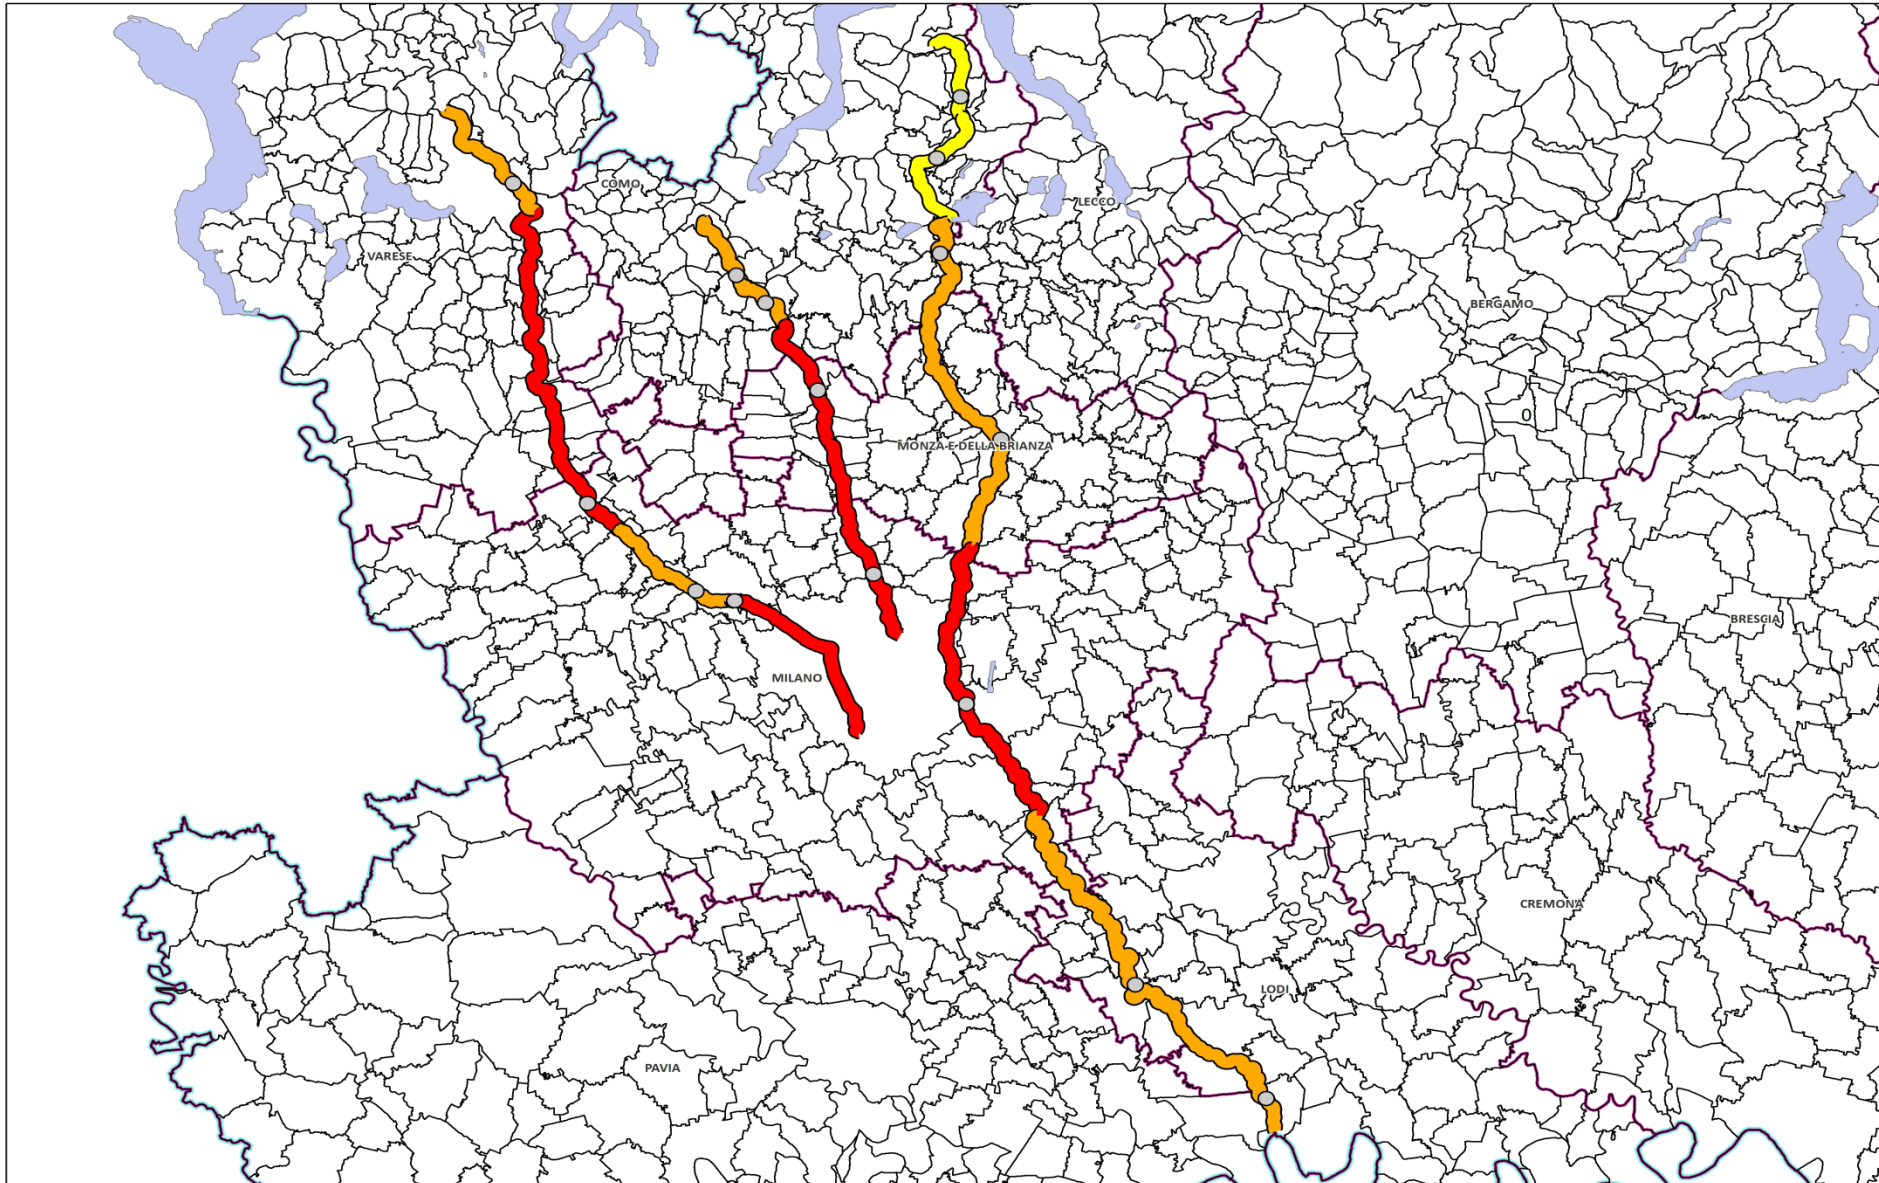 COMO
LECCO
VARESE
BERGAMO
MONZA E DELLA BRIANZA
BRESCIA
MILANO
CREMONA
LODI
PAVIA